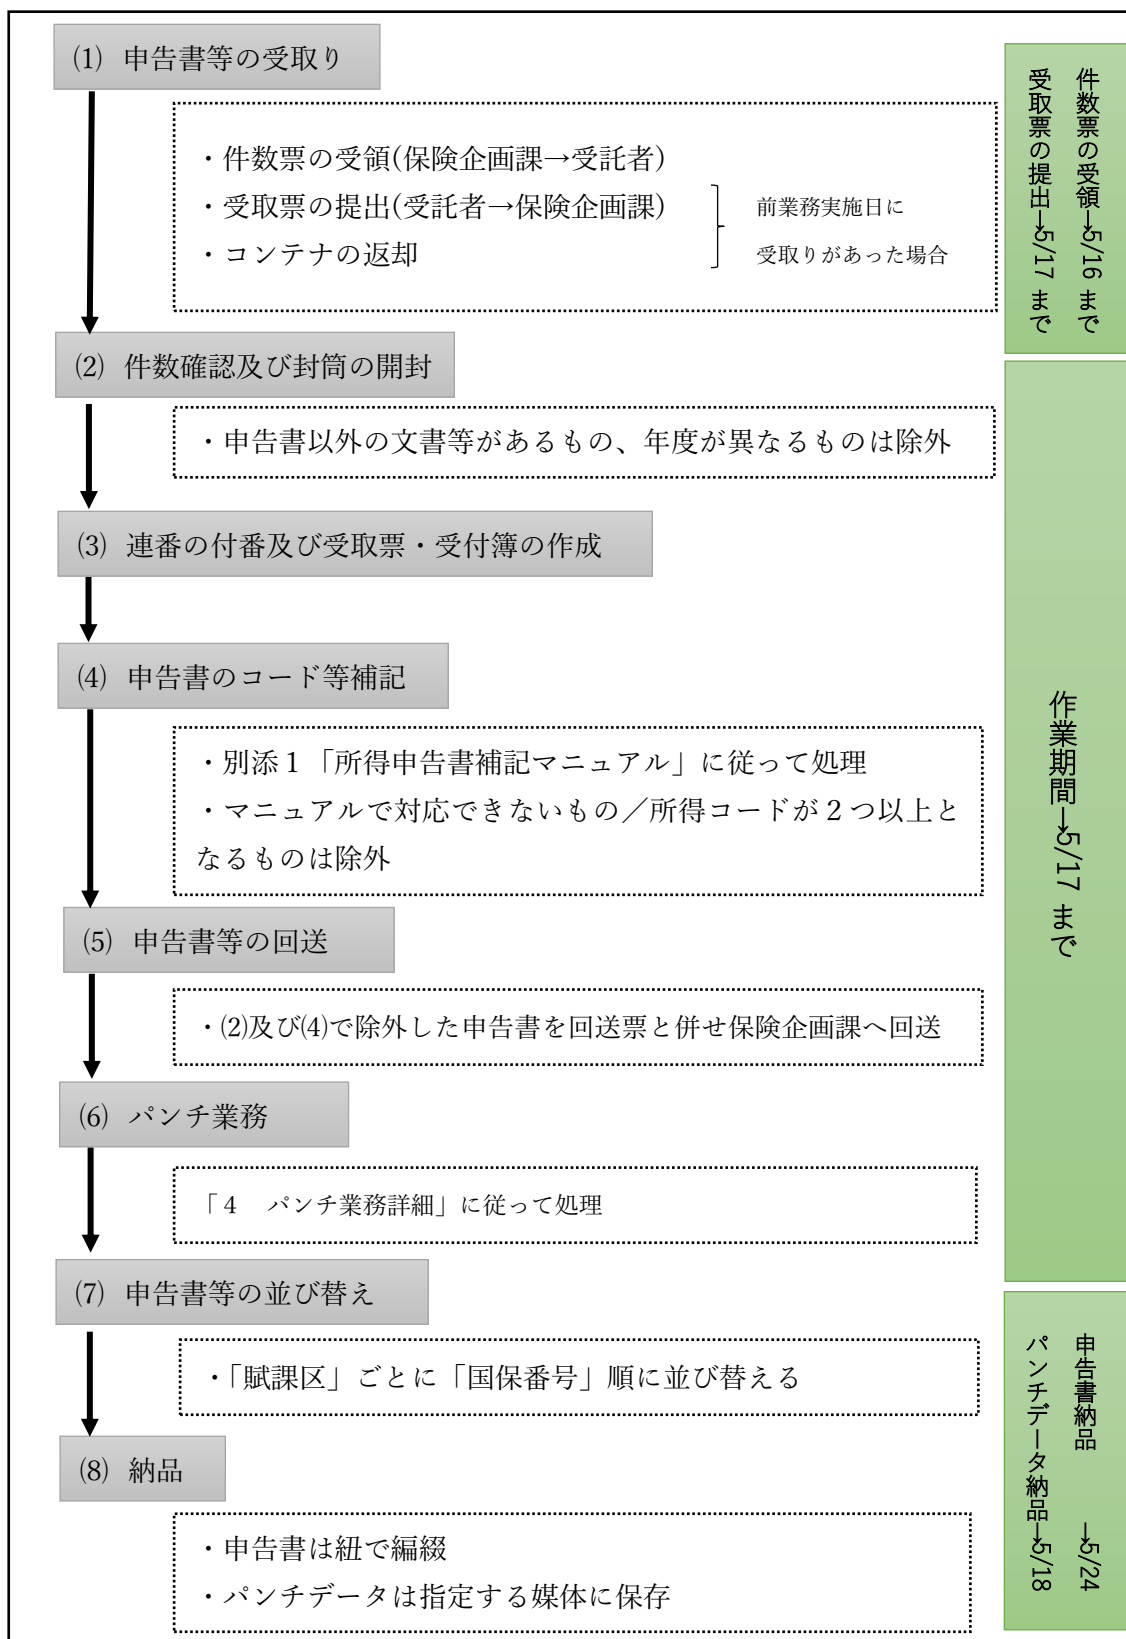 ⑴ 申告書等の受取り
・件数票の受領(保険企画課→受託者)
・受取票の提出(受託者→保険企画課)
・コンテナの返却
前業務実施日に
受取りがあった場合
件数票の受領→5/16 まで
受取票の提出→5/17 まで
⑵ 件数確認及び封筒の開封
・申告書以外の文書等があるもの、年度が異なるものは除外
⑶ 連番の付番及び受取票・受付簿の作成
⑷ 申告書のコード等補記
・別添１「所得申告書補記マニュアル」に従って処理
・マニュアルで対応できないもの／所得コードが２つ以上と
なるものは除外
⑸ 申告書等の回送
・⑵及び⑷で除外した申告書を回送票と併せ保険企画課へ回送
⑹ パンチ業務
「４　パンチ業務詳細」に従って処理
作業期間→5/17 まで
⑺ 申告書等の並び替え
・「賦課区」ごとに「国保番号」順に並び替える
⑻ 納品
・申告書は紐で編綴
・パンチデータは指定する媒体に保存
申告書納品　　→5/24
パンチデータ納品→5/18